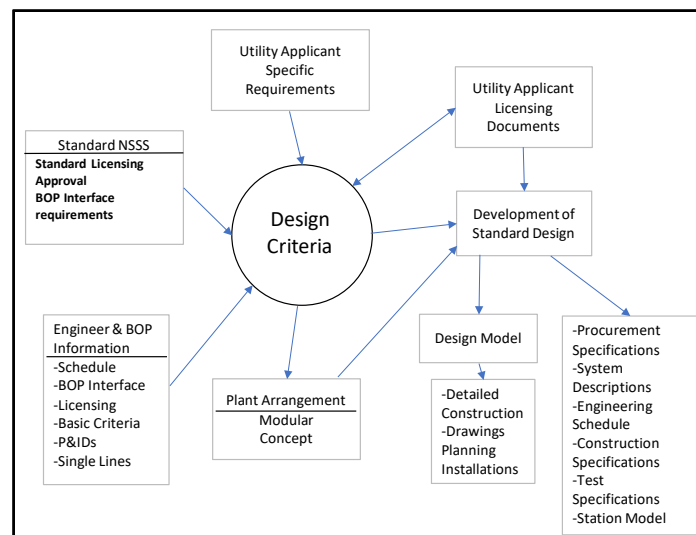 Utility Applicant
Specific
Requirements
Utility Applicant
Licensing
Documents
Standard NSSS
Standard Licensing
Approval
BOP Interface
requirements
Design
Criteria
Development of
Standard Design
Engineer & BOP
Information
-Schedule
-BOP Interface
-Licensing
-Basic Criteria
-P&IDs
-Single Lines
Plant Arrangement
Modular
Concept
Design Model
-Detailed
Construction
-Drawings
Planning
Installations
-Procurement
Specifications
-System
Descriptions
-Engineering
Schedule
-Construction
Specifications
-Test
Specifications
-Station Model